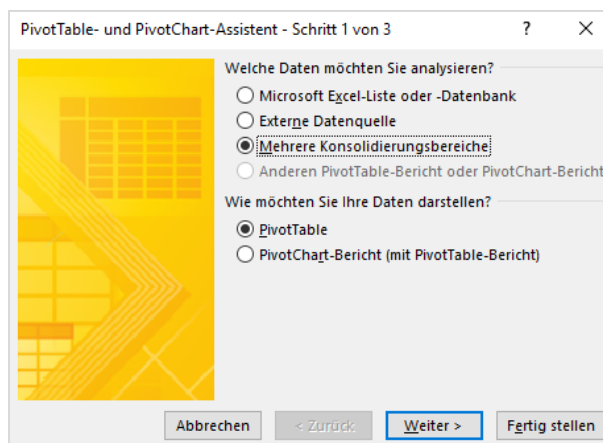 PivotTable- und PivotChart-Assistent - Schritt 1 von 3
Welche Daten möchten Sie analysieren?
Microsoft Excel-Liste oder -Datenbank
Externe Datenquelle
Mehrere Konsolidierungsbereiche
Anderen PivotTable-Bericht oder PivotChart-Bericht
Wie möchten Sie Ihre Daten darstellen?
PivotTable
PivotChart-Bericht (mit PivotTable-Bericht)
Abbrechen < Zurück Weiter > Fertig stellen